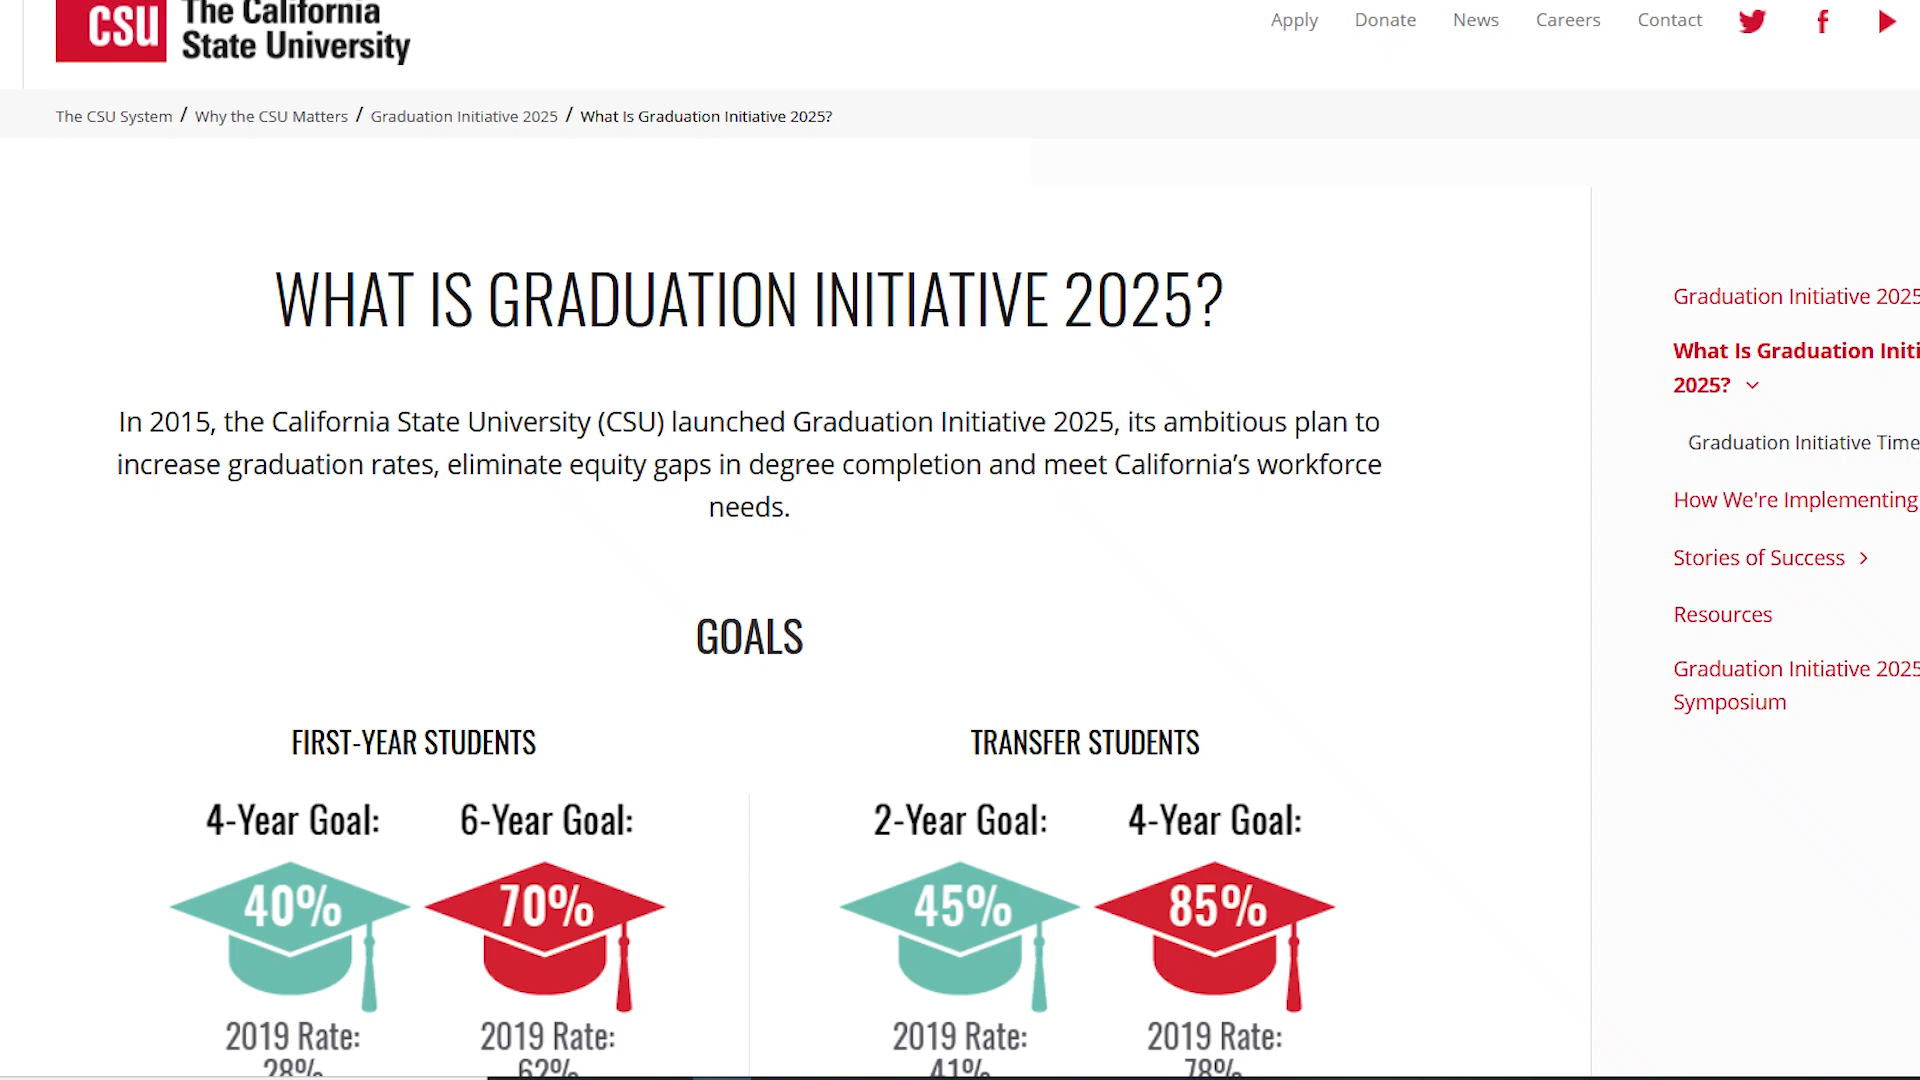 CSU The California
State University
Apply Donate News Careers Contact
The CSU System / Why the CSU Matters / Graduation Initiative 2025 / What Is Graduation Initiative 2025?
WHAT IS GRADUATION INITIATIVE 2025?
In 2015, the California State University (CSU) launched Graduation Initiative 2025, its ambitious plan to
increase graduation rates, eliminate equity gaps in degree completion and meet California’s workforce
needs.
GOALS
FIRST-YEAR STUDENTS
4-Year Goal: 6-Year Goal:
40% 70%
2019 Rate: 2019 Rate:
28% 62%
TRANSFER STUDENTS
2-Year Goal: 4-Year Goal:
45% 85%
2019 Rate: 2019 Rate:
41% 78%
Graduation Initiative 2025
What Is Graduation Initi
2025?
Graduation Initiative Time
How We're Implementing
Stories of Success
Resources
Graduation Initiative 2025
Symposium